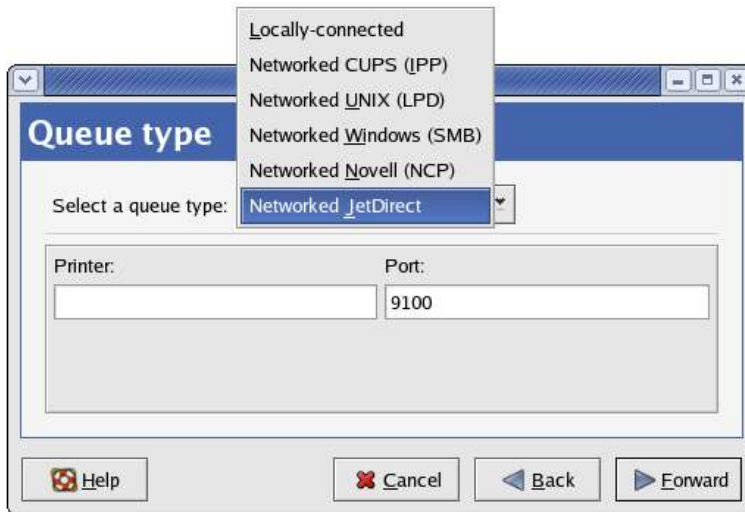 Locally-connected
Networked CUPS (IPP)
Networked UNIX (LPD)
Networked Windows (SMB)
Networked Novell (NCP)
Networked JetDirect
Queue type
Select a queue type:
Printer: Port:
9100
Help Cancel Back Forward